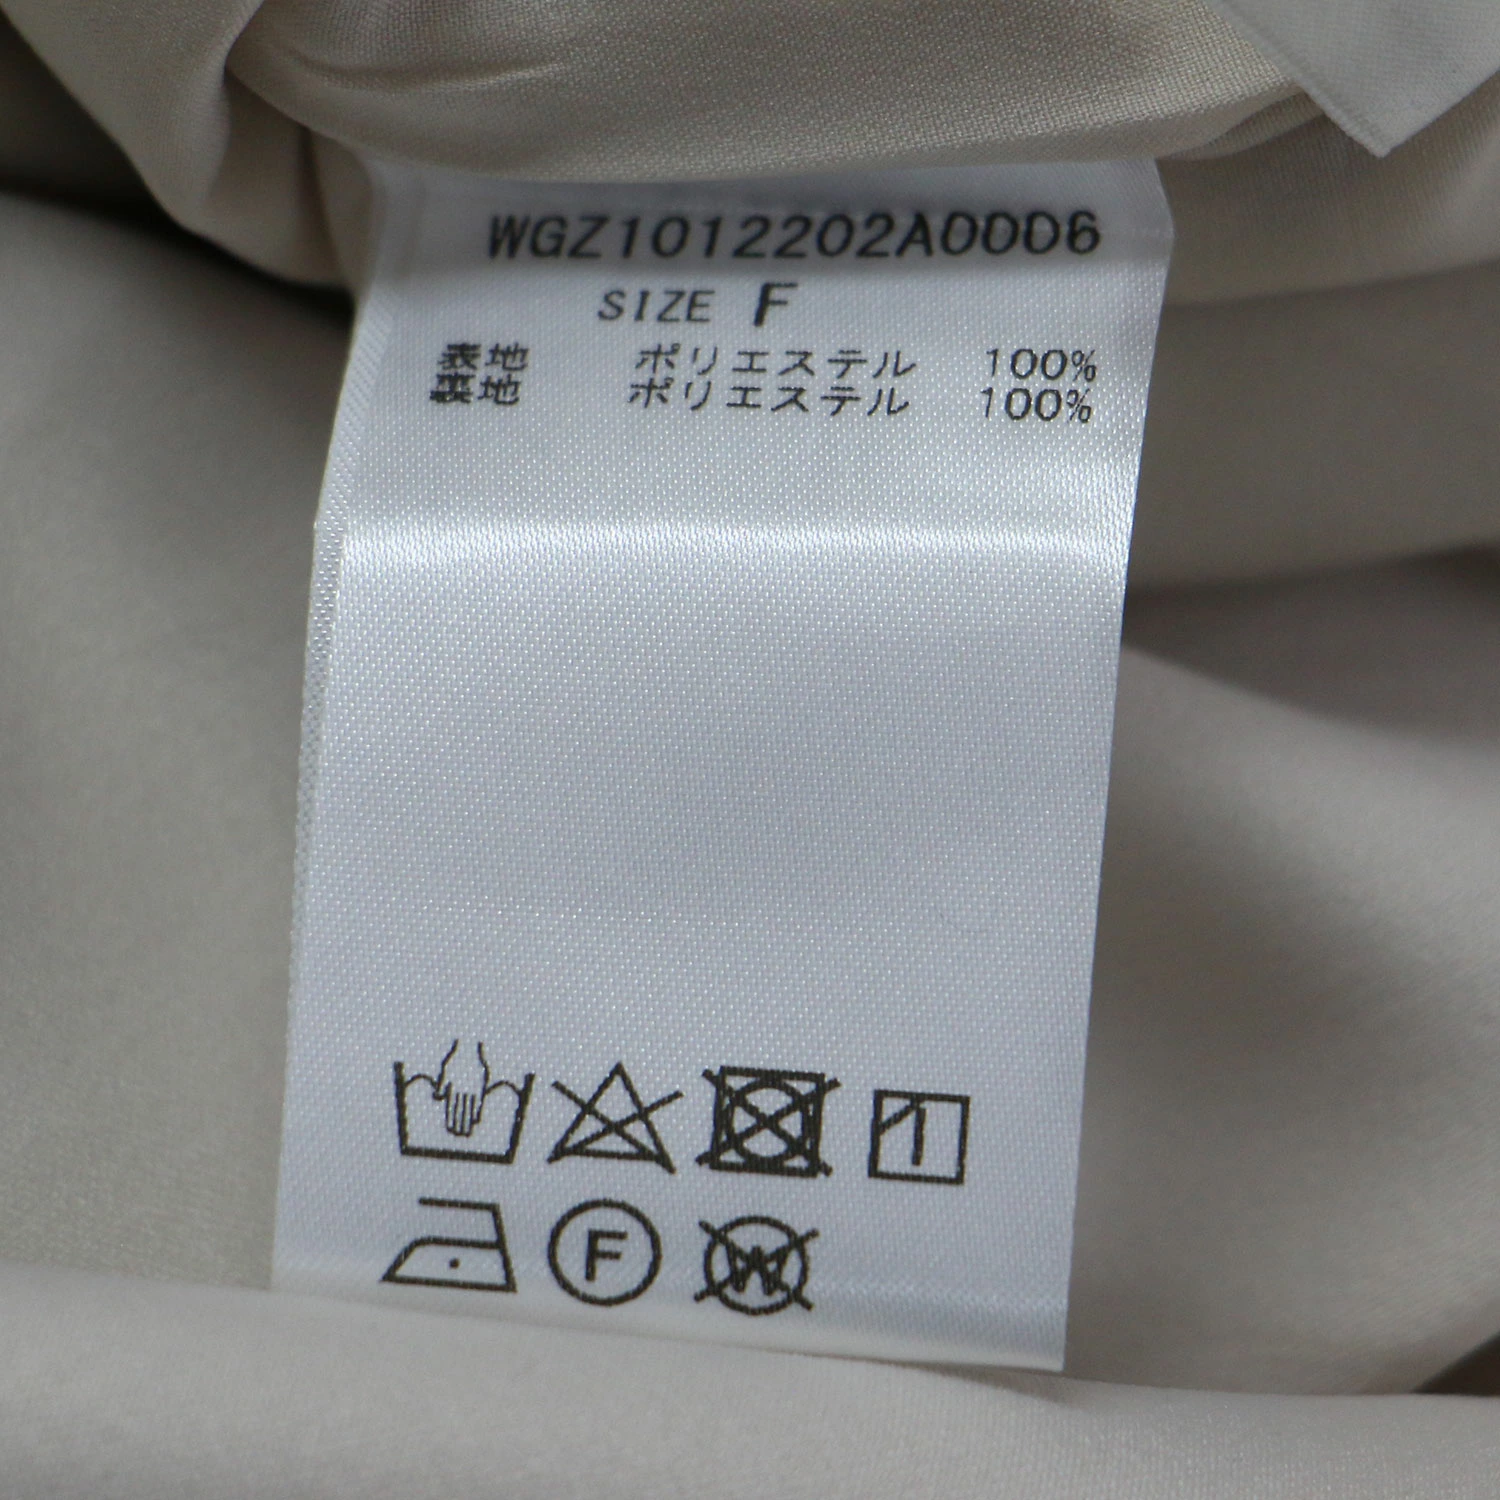 WGZ1012202A0006
SIZE F
表地 ポリエステル 100%
裏地 ポリエステル 100%
F W